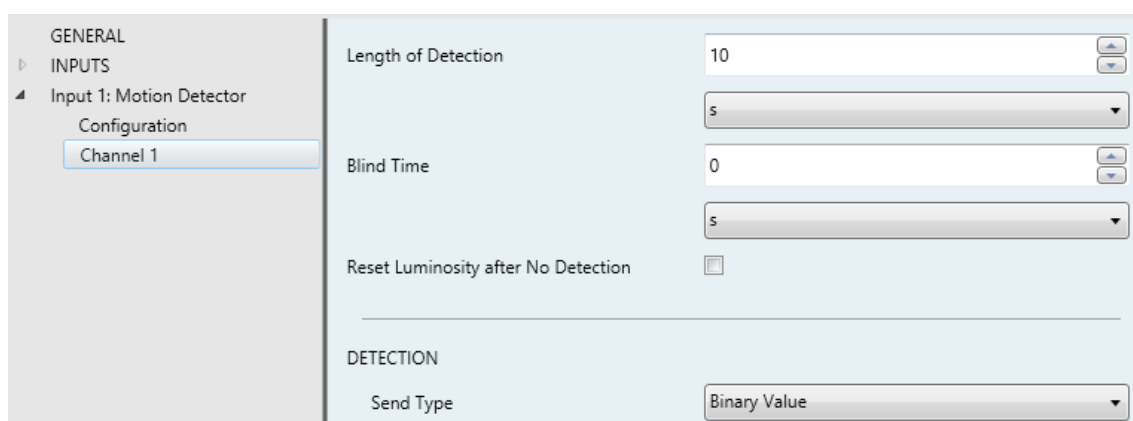 GENERAL
INPUTS
Input 1: Motion Detector
Configuration
Channel 1
Length of Detection
10
s
Blind Time
0
s
Reset Luminosity after No Detection
DETECTION
Send Type
Binary Value